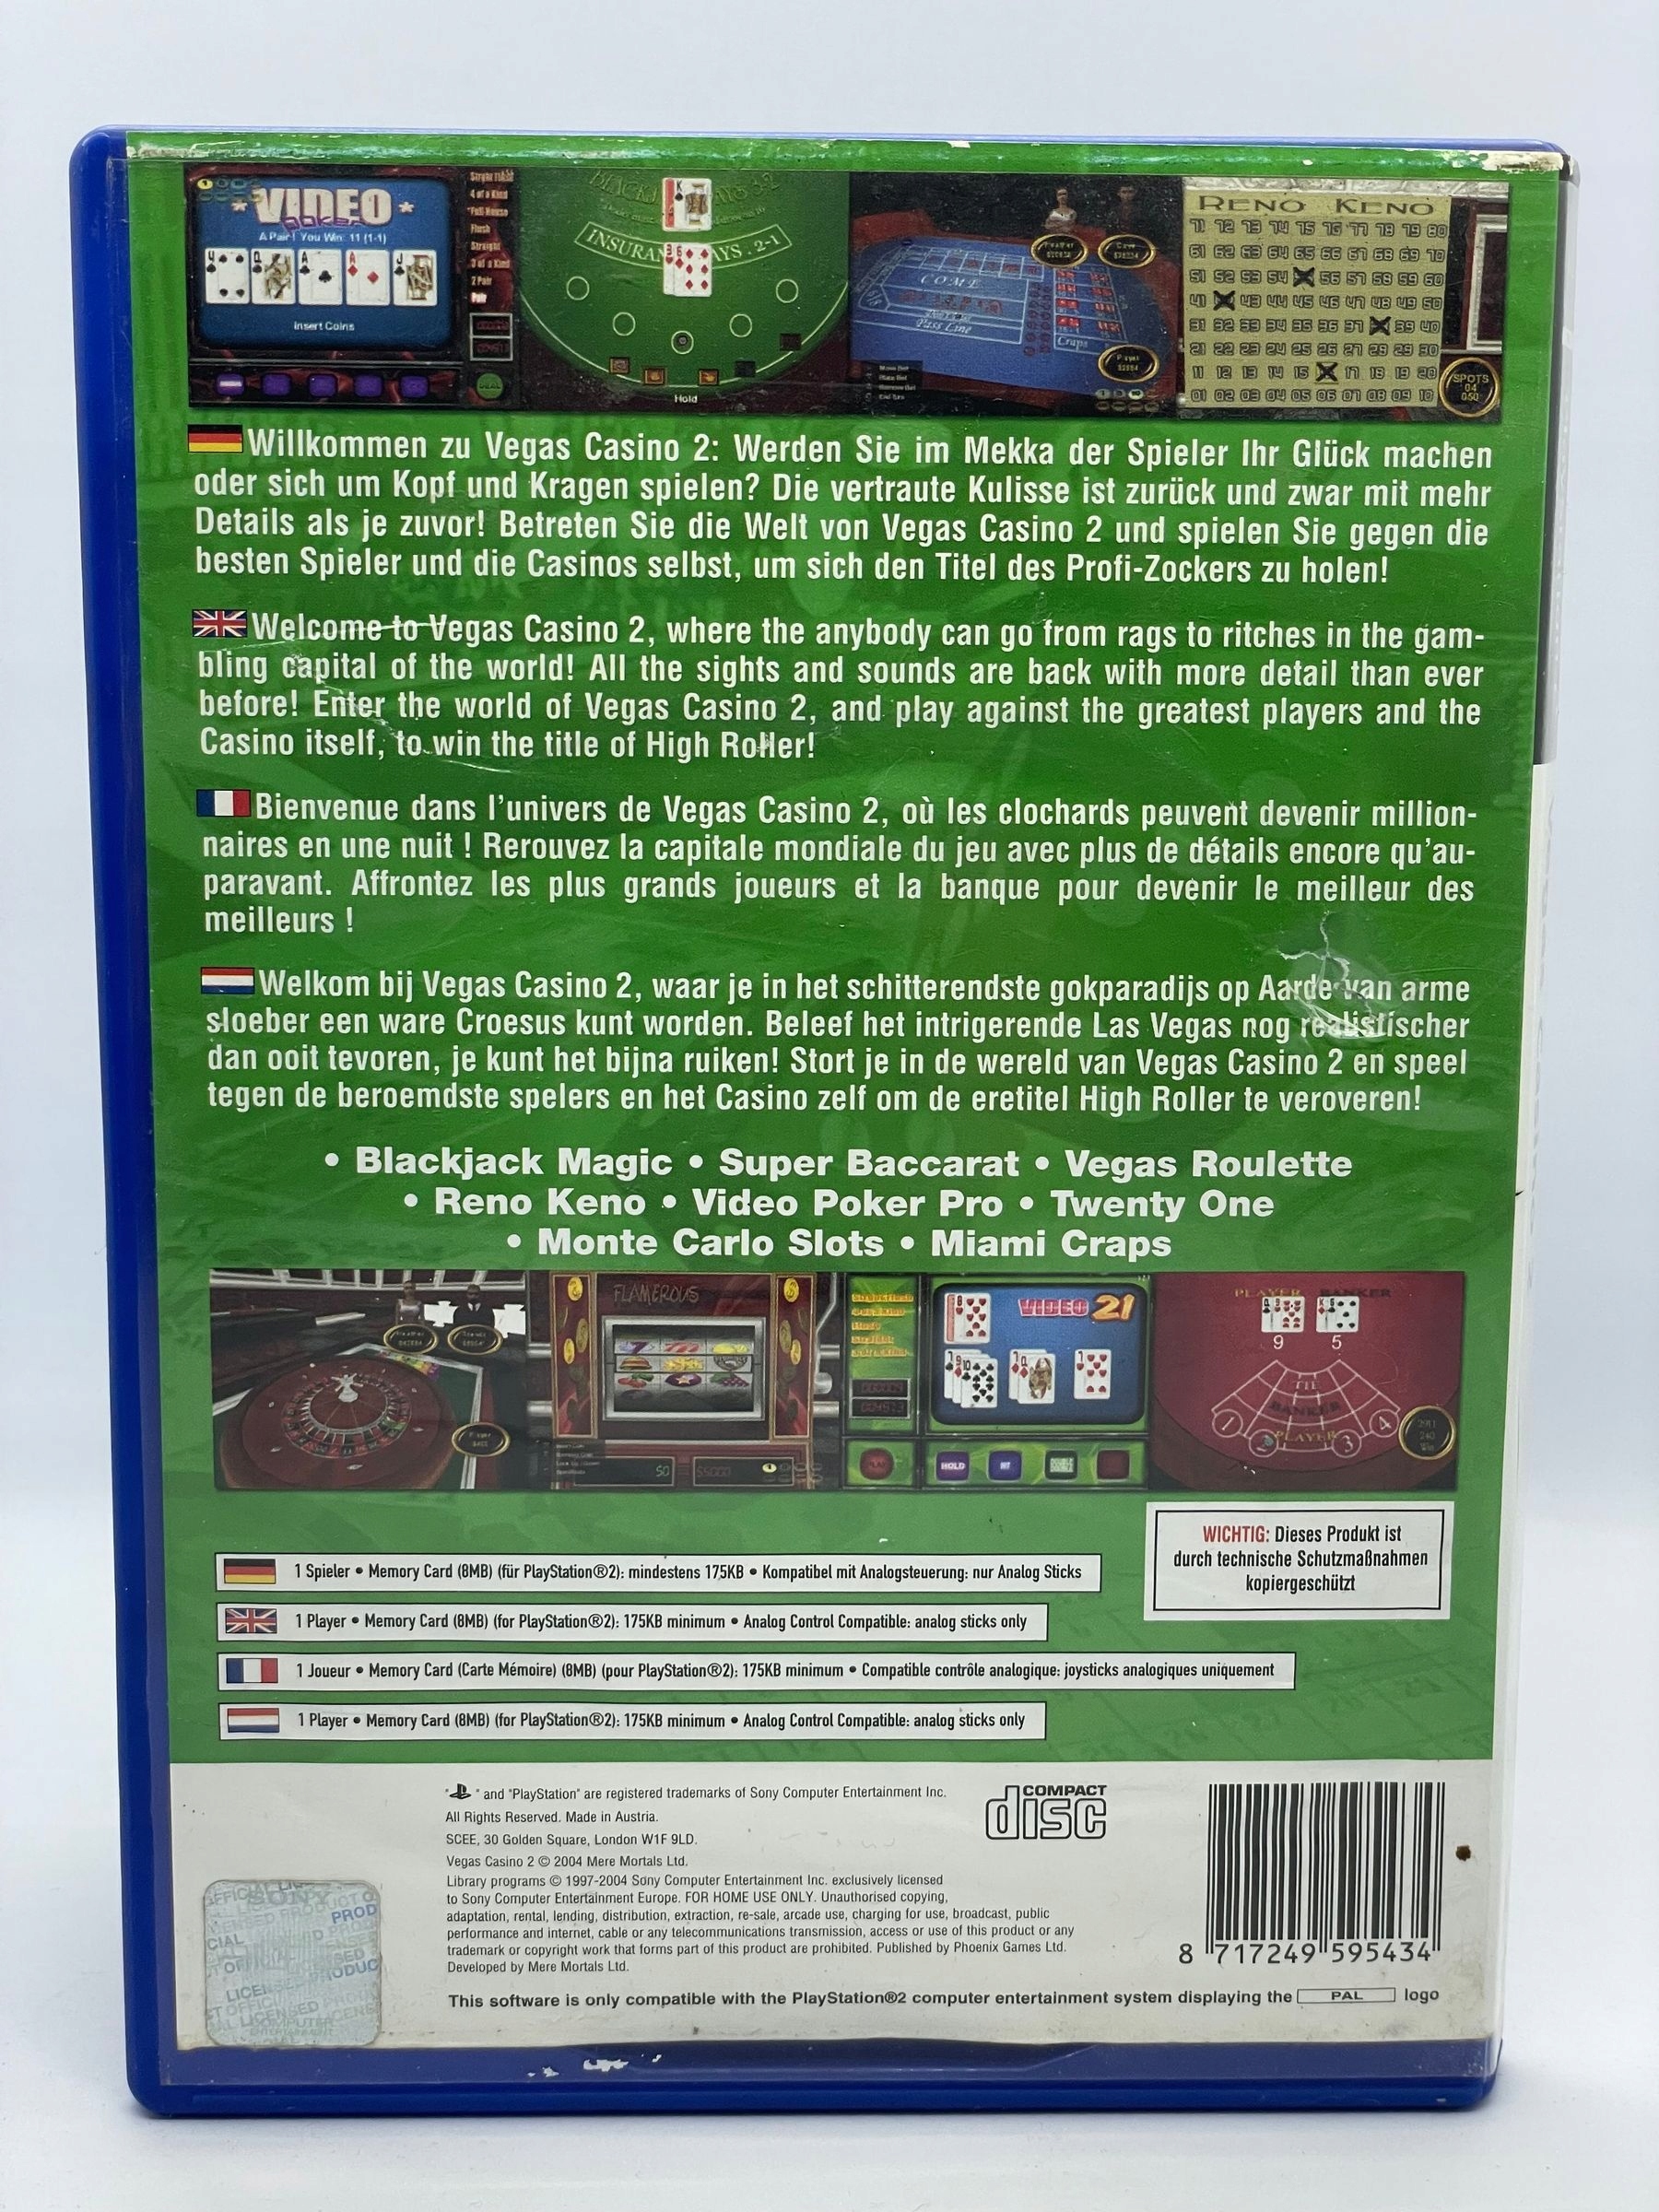 VIDEO
POKER
A Pair! You Win: 11 (1-1)
Insert Coins
4 of a Kind
Full House
Flush
Straight
3 of a Kind
2 Pair
Pair
DEAL
Hold
COME
Pass Line
Craps
Player
RENO KENO
71 72 73 74 75 76 77 78 79 80
61 62 63 64 65 66 67 68 69 70
51 52 53 54 56 57 58 59 60
41 43 44 45 46 47 48 49 50
31 32 33 34 35 36 37 39 40
21 22 23 24 25 26 27 28 29 30
11 12 13 14 15 17 18 19 20
01 02 03 04 05 06 07 08 09 10
SPOTS
04
050
Willkommen zu Vegas Casino 2: Werden Sie im Mekka der Spieler Ihr Glück machen
oder sich um Kopf und Kragen spielen? Die vertraute Kulisse ist zurück und zwar mit mehr
Details als je zuvor! Betreten Sie die Welt von Vegas Casino 2 und spielen Sie gegen die
besten Spieler und die Casinos selbst, um sich den Titel des Profi-Zockers zu holen!
Welcome to Vegas Casino 2, where the anybody can go from rags to ritches in the gam-
bling capital of the world! All the sights and sounds are back with more detail than ever
before! Enter the world of Vegas Casino 2, and play against the greatest players and the
Casino itself, to win the title of High Roller!
Bienvenue dans l'univers de Vegas Casino 2, où les clochards peuvent devenir million-
naires en une nuit ! Rerouvez la capitale mondiale du jeu avec plus de détails encore qu'au-
paravant. Affrontez les plus grands joueurs et la banque pour devenir le meilleur des
meilleurs !
Welkom bij Vegas Casino 2, waar je in het schitterendste gokparadijs op Aarde van arme
sloeber een ware Croesus kunt worden. Beleef het intrigerende Las Vegas nog realistischer
dan ooit tevoren, je kunt het bijna ruiken! Stort je in de wereld van Vegas Casino 2 en speel
tegen de beroemdste spelers en het Casino zelf om de eretitel High Roller te veroveren!
• Blackjack Magic • Super Baccarat • Vegas Roulette
• Reno Keno • Video Poker Pro • Twenty One
• Monte Carlo Slots • Miami Craps
FLAMEROUS
50
VIDEO 21
HOLD
HIT
PLAYER BANKER
9 5
TIE
BANKER
PLAYER
1 2 3 4
WICHTIG: Dieses Produkt ist
durch technische Schutzmaßnahmen
kopiergeschützt
1 Spieler • Memory Card (8MB) (für PlayStation®2): mindestens 175KB • Kompatibel mit Analogsteuerung: nur Analog Sticks
1 Player • Memory Card (8MB) (for PlayStation®2): 175KB minimum • Analog Control Compatible: analog sticks only
1 Joueur • Memory Card (Carte Mémoire) (8MB) (pour PlayStation®2): 175KB minimum • Compatible contrôle analogique: joysticks analogiques uniquement
1 Player • Memory Card (8MB) (for PlayStation®2): 175KB minimum • Analog Control Compatible: analog sticks only
" " and "PlayStation" are registered trademarks of Sony Computer Entertainment Inc.
All Rights Reserved. Made in Austria.
SCEE, 30 Golden Square, London W1F 9LD.
Vegas Casino 2 © 2004 Mere Mortals Ltd.
Library programs © 1997-2004 Sony Computer Entertainment Inc. exclusively licensed
to Sony Computer Entertainment Europe. FOR HOME USE ONLY. Unauthorised copying,
adaptation, rental, lending, distribution, extraction, re-sale, arcade use, charging for use, broadcast, public
performance and internet, cable or any telecommunications transmission, access or use of this product or any
trademark or copyright work that forms part of this product are prohibited. Published by Phoenix Games Ltd.
Developed by Mere Mortals Ltd.
COMPACT
disc
8 717249 595434
This software is only compatible with the PlayStation®2 computer entertainment system displaying the PAL logo
SONY
LICENSED PRODUC